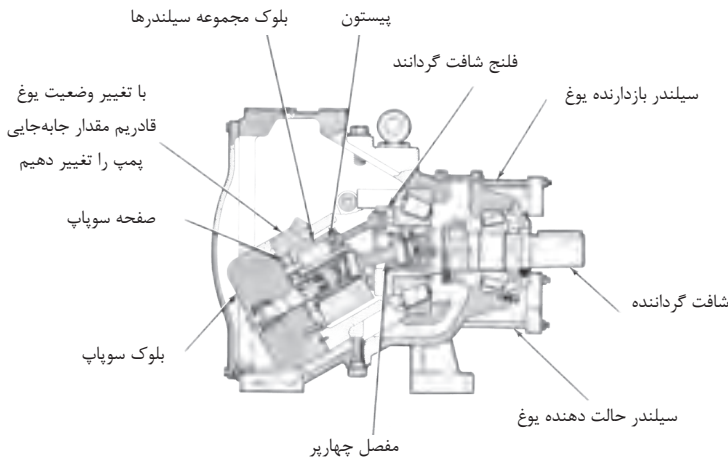 بلوک مجموعه سیلندرها
پیستون
فلنج شافت گردانند
سیلندر بازدارنده یوغ
با تغییر وضعیت یوغ
قادریم مقدار جابه‌جایی
پمپ را تغییر دهیم
صفحه سوپاپ
شافت گرداننده
بلوک سوپاپ
سیلندر حالت دهنده یوغ
مفصل چهارپر